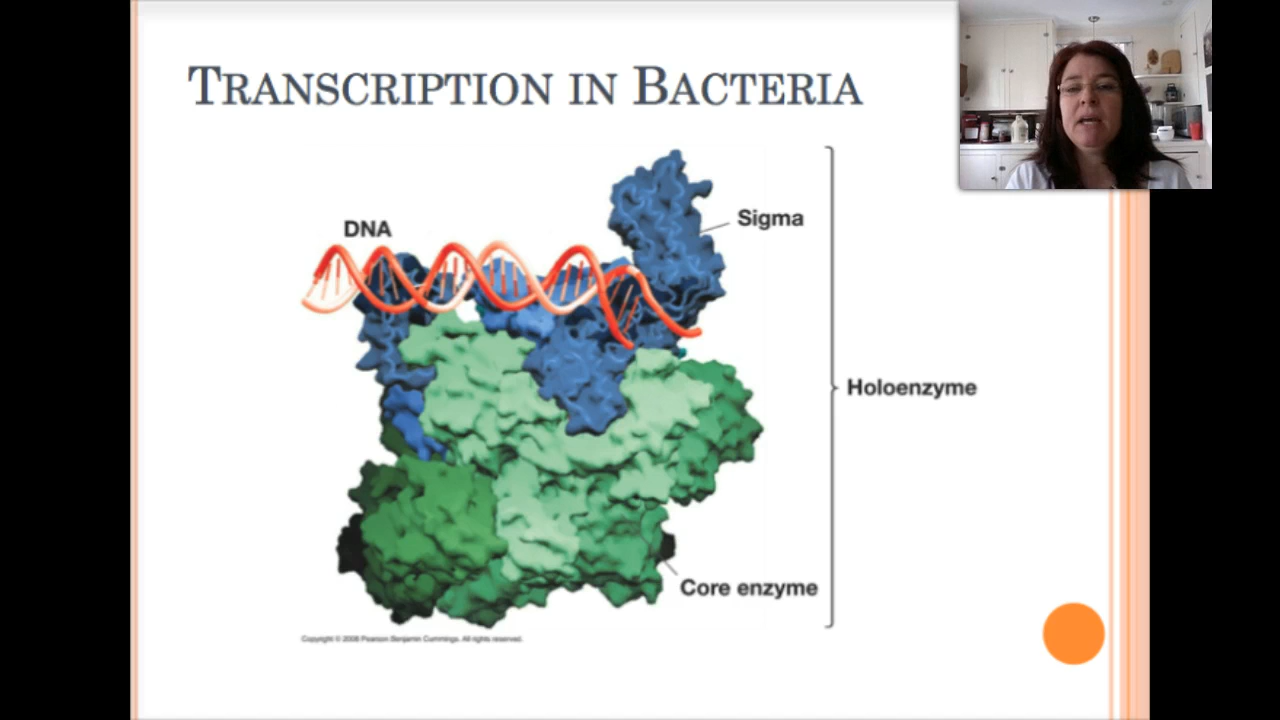 TRANSCRIPTION IN BACTERIA
DNA
Sigma
Holoenzyme
Core enzyme
Copyright © 2008 Pearson Benjamin Cummings. All rights reserved.